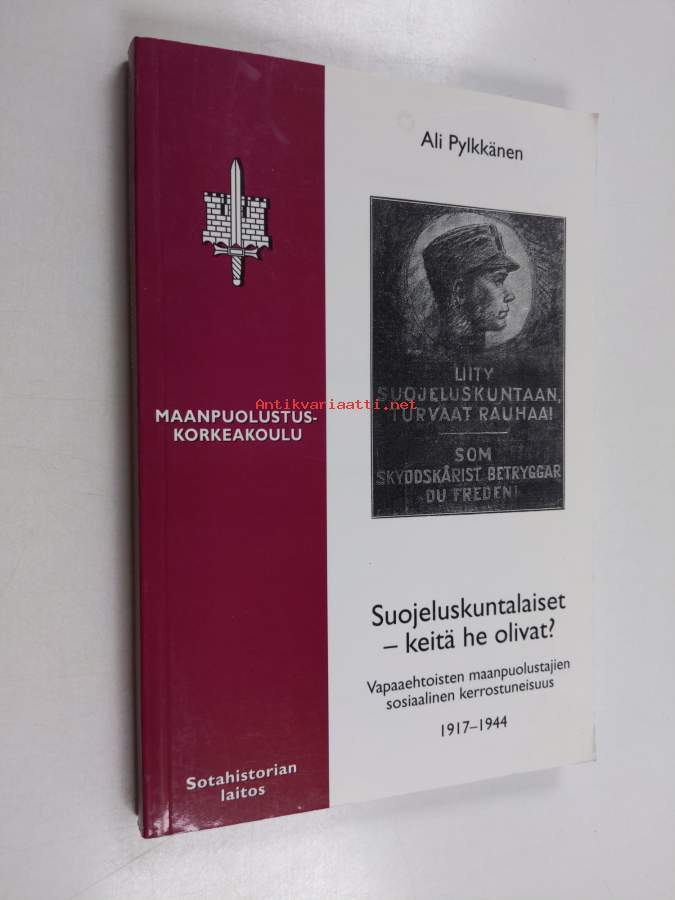 Ali Pylkkänen
LIITY
SUOJELUSKUNTAAN,
TURVAAT RAUHAA!
SOM
SKYDDSKÅRIST BETRYGGAR
DU FREDEN!
Antikvariaatti.net
MAANPUOLUSTUS-
KORKEAKOULU
Suojeluskuntalaiset
– keitä he olivat?
Vapaaehtoisten maanpuolustajien
sosiaalinen kerrostuneisuus
1917–1944
Sotahistorian
laitos